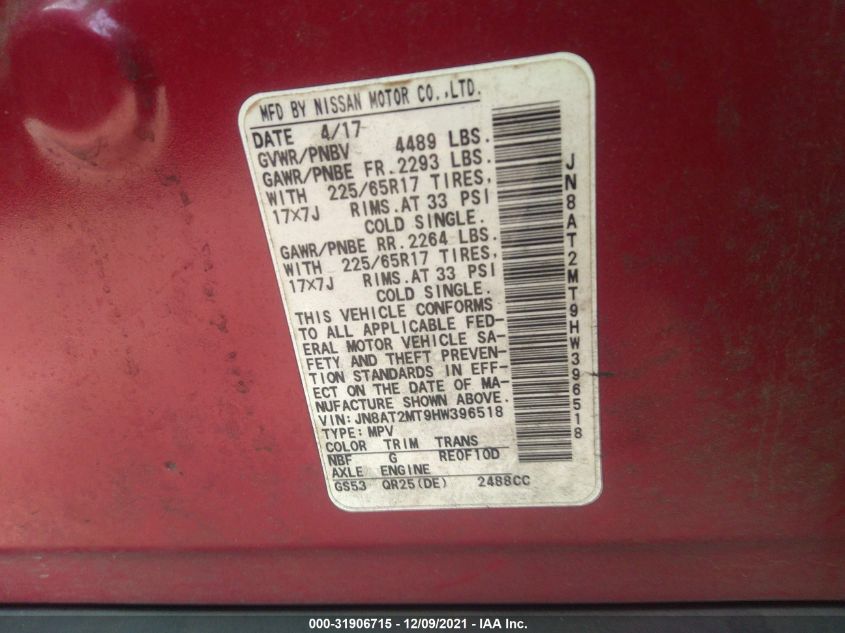 MFD BY NISSAN MOTOR CO.,LTD.
DATE 4/17
GVWR/PNBV 4489 LBS.
GAWR/PNBE FR.2293 LBS.
WITH 225/65R17 TIRES,
17X7J RIMS.AT 33 PSI
COLD SINGLE.
GAWR/PNBE RR.2264 LBS.
WITH 225/65R17 TIRES,
17X7J RIMS.AT 33 PSI
COLD SINGLE.
THIS VEHICLE CONFORMS
TO ALL APPLICABLE FED-
ERAL MOTOR VEHICLE SA-
FETY AND THEFT PREVEN-
TION STANDARDS IN EFF-
ECT ON THE DATE OF MA-
NUFACTURE SHOWN ABOVE.
VIN:JN8AT2MT9HW396518
TYPE:MPV
COLOR TRIM TRANS
NBF G RE0F10D
AXLE ENGINE
GS53 QR25(DE) 2488CC
JN8AT2MT9HW396518
000-31906715 - 12/09/2021 - IAA Inc.